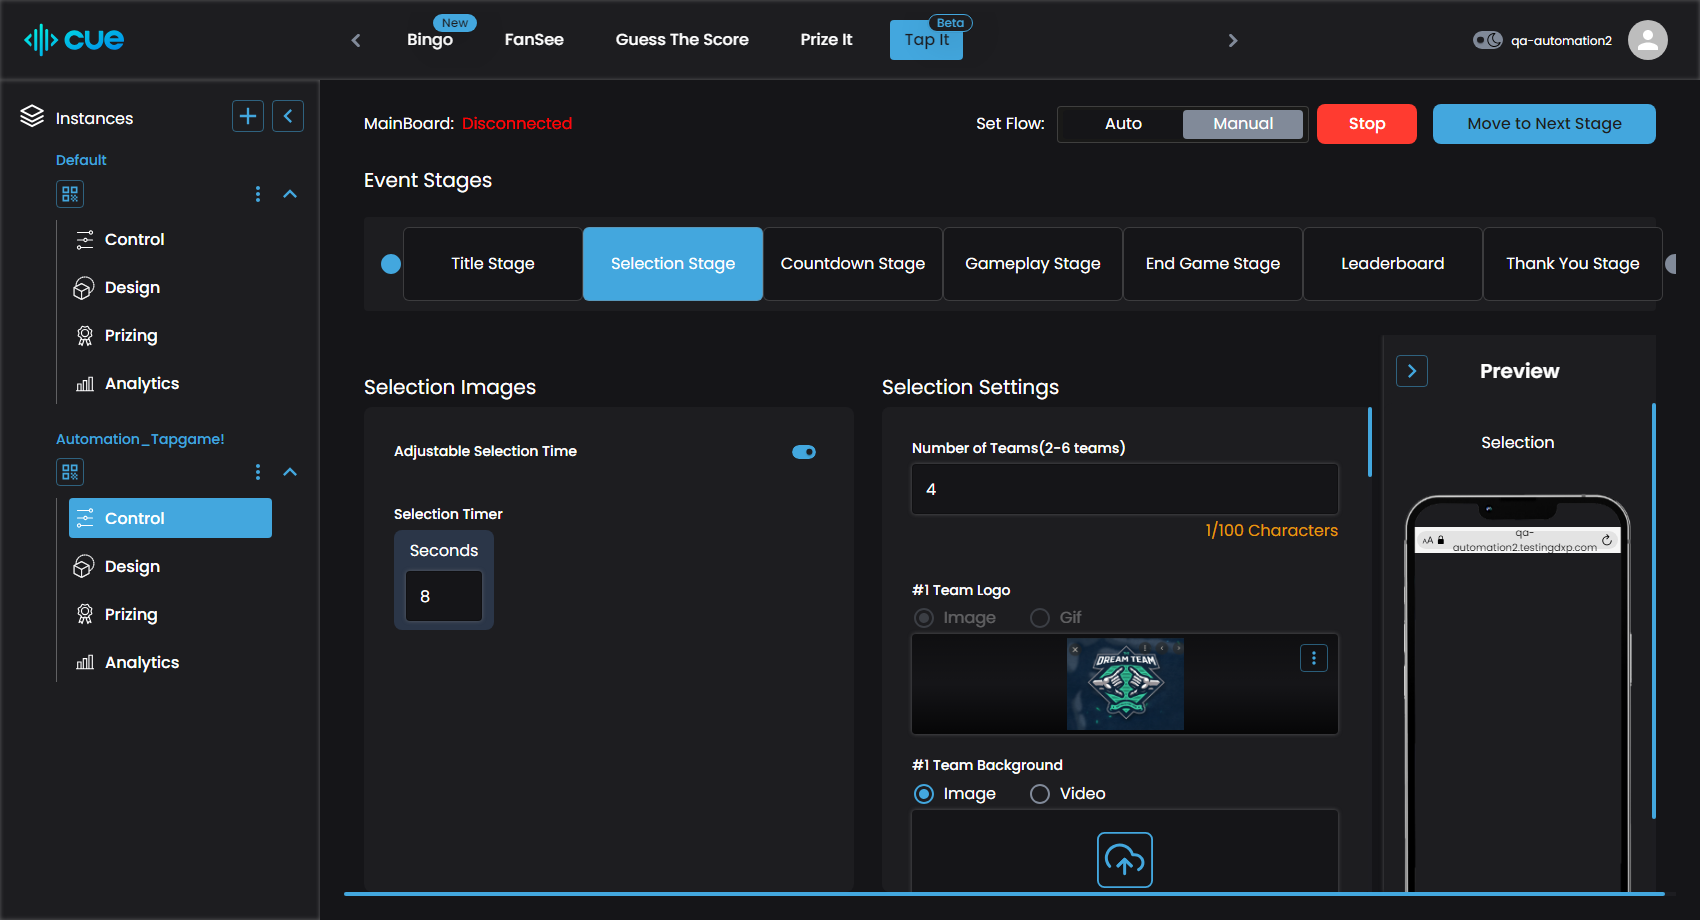 cue
New
Bingo
FanSee
Guess The Score
Prize It
Beta
Tap It
qa-automation2
Instances
Default
Control
Design
Prizing
Analytics
Automation_Tapgame!
Control
Design
Prizing
Analytics
MainBoard: Disconnected
Set Flow:
Auto
Manual
Stop
Move to Next Stage
Event Stages
Title Stage
Selection Stage
Countdown Stage
Gameplay Stage
End Game Stage
Leaderboard
Thank You Stage
Selection Images
Adjustable Selection Time
Selection Timer
Seconds
8
Selection Settings
Number of Teams(2-6 teams)
4
1/100 Characters
#1 Team Logo
Image
Gif
DREAM TEAM
#1 Team Background
Image
Video
Preview
Selection
AA
qa-
automation2.testingdxp.com